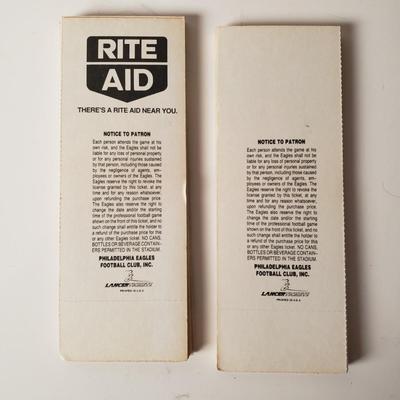 RITE
AID
THERE'S A RITE AID NEAR YOU.
NOTICE TO PATRON
Each person attends the game at his
own risk, and the Eagles shall not be
liable for any loss of personal property
or for any personal injuries sustained
by that person, including those caused
by the negligence of agents, em-
ployees or owners of the Eagles. The
Eagles reserve the right to revoke the
license granted by this ticket, at any
time and for any reason whatsoever,
upon refunding the purchase price.
The Eagles also reserve the right to
change the date and/or the starting
time of the professional football game
shown on the front of this ticket, and no
such change shall entitle the holder to
a refund of the purchase price for this
or any other Eagles ticket. NO CANS,
BOTTLES OR BEVERAGE CONTAIN-
ERS PERMITTED IN THE STADIUM.
PHILADELPHIA EAGLES
FOOTBALL CLUB, INC.
PRINTED IN U.S.A.
NOTICE TO PATRON
Each person attends the game at his
own risk, and the Eagles shall not be
liable for any loss of personal property
or for any personal injuries sustained
by that person, including those caused
by the negligence of agents, em-
ployees or owners of the Eagles. The
Eagles reserve the right to revoke the
license granted by this ticket, at any
time and for any reason whatsoever,
upon refunding the purchase price.
The Eagles also reserve the right to
change the date and/or the starting
time of the professional football game
shown on the front of this ticket, and no
such change shall entitle the holder to
a refund of the purchase price for this
or any other Eagles ticket. NO CANS,
BOTTLES OR BEVERAGE CONTAIN-
ERS PERMITTED IN THE STADIUM.
PHILADELPHIA EAGLES
FOOTBALL CLUB, INC.
PRINTED IN U.S.A.